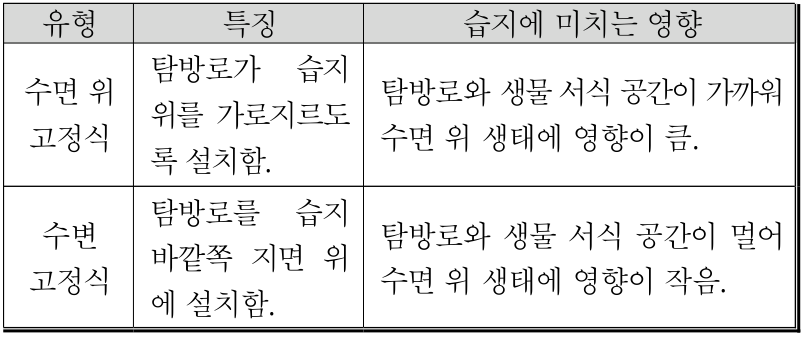 유형 특징 습지에 미치는 영향
수면 위
고정식
탐방로가 습지
위를 가로지르도
록 설치함.
탐방로와 생물 서식 공간이 가까워
수면 위 생태에 영향이 큼.
수변
고정식
탐방로를 습지
바깥쪽 지면 위
에 설치함.
탐방로와 생물 서식 공간이 멀어
수면 위 생태에 영향이 작음.